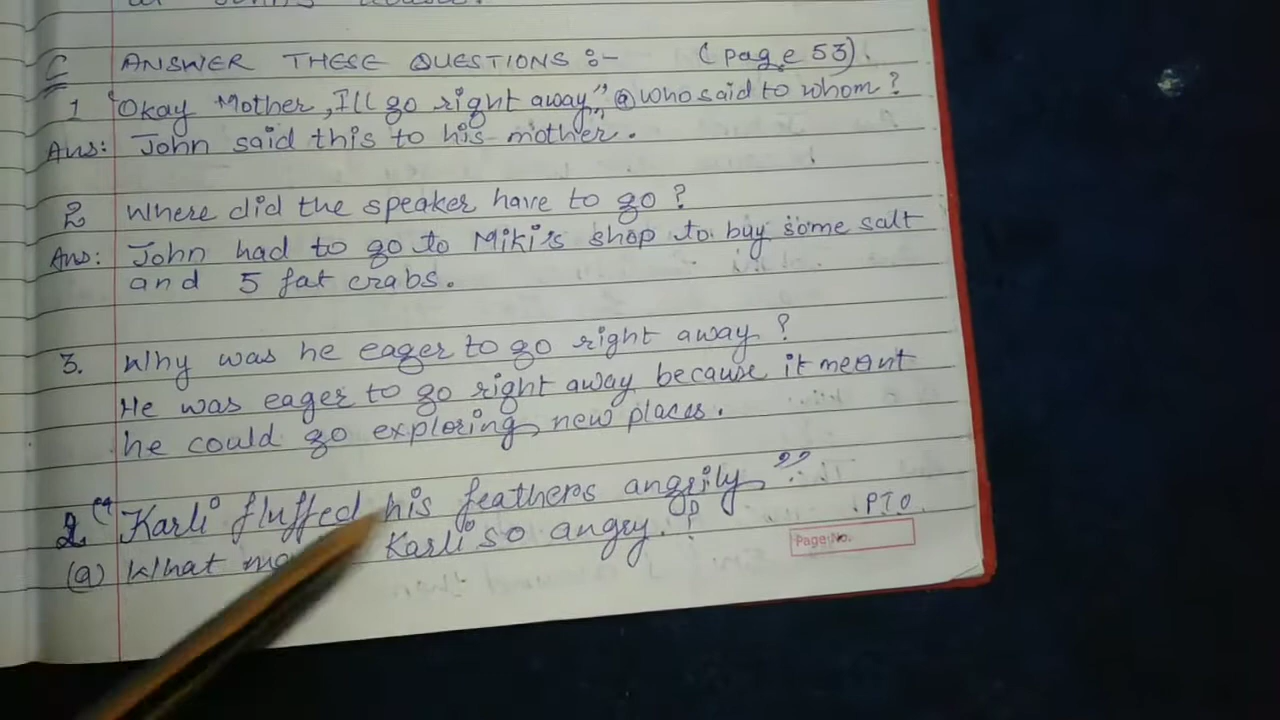 C ANSWER THESE QUESTIONS :- (page 53).
1 "Okay Mother, I'll go right away", @ who said to whom?
Ans: John said this to his mother.
2 Where did the speaker have to go?
Ans: John had to go to Miki's shop to buy some salt
and 5 fat crabs.
3. Why was he eager to go right away?
He was eager to go right away because it meant
he could go exploring new places.
2 "Karli fluffed his feathers angrily."
(a) What Karli so angry.?
PTO.
Page No.